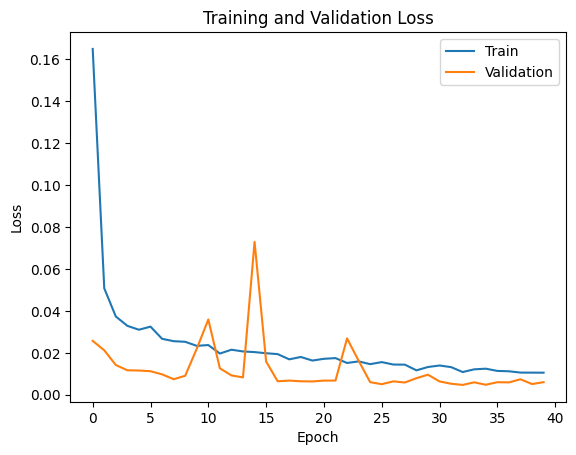 Training and Validation Loss
Train
Validation
Loss
0.16
0.14
0.12
0.10
0.08
0.06
0.04
0.02
0.00
0 5 10 15 20 25 30 35 40
Epoch